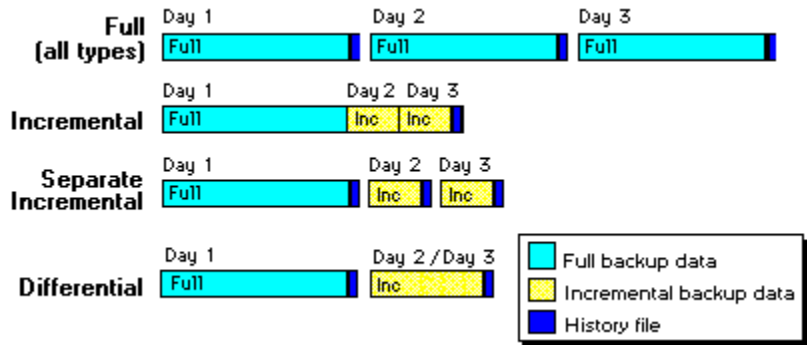 Day 1 Day 2 Day 3
Full
(all types)
Full Full Full
Day 1 Day 2 Day 3
Incremental
Full Inc Inc
Day 1 Day 2 Day 3
Separate
Incremental
Full Inc Inc
Day 1 Day 2/Day 3
Differential
Full Inc
Full backup data
Incremental backup data
History file